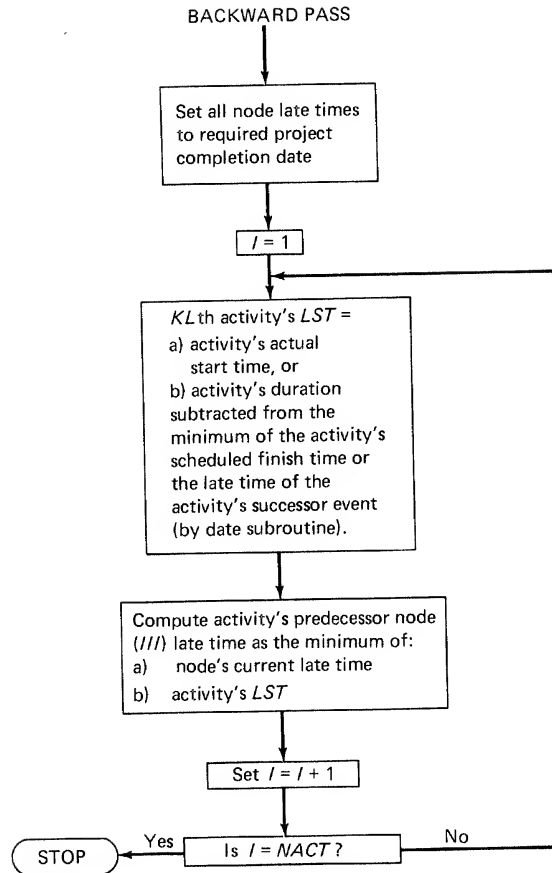 BACKWARD PASS
Set all node late times
to required project
completion date
I = 1
KLth activity's LST =
a) activity's actual
start time, or
b) activity's duration
subtracted from the
minimum of the activity's
scheduled finish time or
the late time of the
activity's successor event
(by date subroutine).
Compute activity's predecessor node
(III) late time as the minimum of:
a) node's current late time
b) activity's LST
Set I = I + 1
Is I = NACT ?
Yes
No
STOP